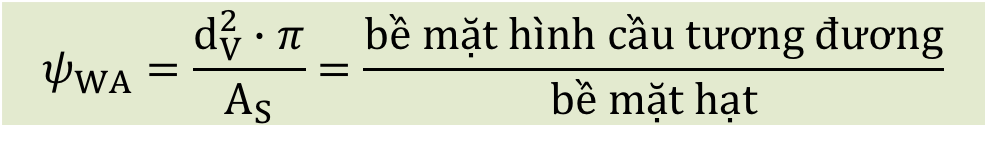 ψ_WA = (d_V^2 · π) / A_S = bề mặt hình cầu tương đương / bề mặt hạt